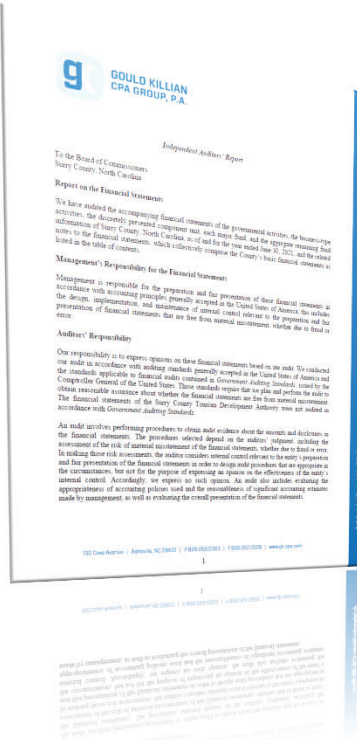 gk
GOULD KILLIAN
CPA GROUP, P.A.
Independent Auditors' Report
To the Board of Commissioners
Surry County, North Carolina
Report on the Financial Statements
We have audited the accompanying financial statements of the governmental activities, the business-type
activities, the discretely presented component unit, each major fund, and the aggregate remaining fund
information of Surry County, North Carolina, as of and for the year ended June 30, 2021, and the related
notes to the financial statements, which collectively comprise the County's basic financial statements as
listed in the table of contents.
Management's Responsibility for the Financial Statements
Management is responsible for the preparation and fair presentation of these financial statements in
accordance with accounting principles generally accepted in the United States of America; this includes
the design, implementation, and maintenance of internal control relevant to the preparation and fair
presentation of financial statements that are free from material misstatement, whether due to fraud or
error.
Auditors' Responsibility
Our responsibility is to express opinions on these financial statements based on our audit. We conducted
our audit in accordance with auditing standards generally accepted in the United States of America and
the standards applicable to financial audits contained in Government Auditing Standards, issued by the
Comptroller General of the United States. Those standards require that we plan and perform the audit to
obtain reasonable assurance about whether the financial statements are free from material misstatement.
The financial statements of the Surry County Tourism Development Authority were not audited in
accordance with Government Auditing Standards.
An audit involves performing procedures to obtain audit evidence about the amounts and disclosures in
the financial statements. The procedures selected depend on the auditors' judgment, including the
assessment of the risk of material misstatement of the financial statements, whether due to fraud or error.
In making those risk assessments, the auditor considers internal control relevant to the entity's preparation
and fair presentation of the financial statements in order to design audit procedures that are appropriate in
the circumstances, but not for the purpose of expressing an opinion on the effectiveness of the entity's
internal control. Accordingly, we express no such opinion. An audit also includes evaluating the
appropriateness of accounting policies used and the reasonableness of significant accounting estimates
made by management, as well as evaluating the overall presentation of the financial statements.
Asheville, NC | www.gk-cpa.com
1